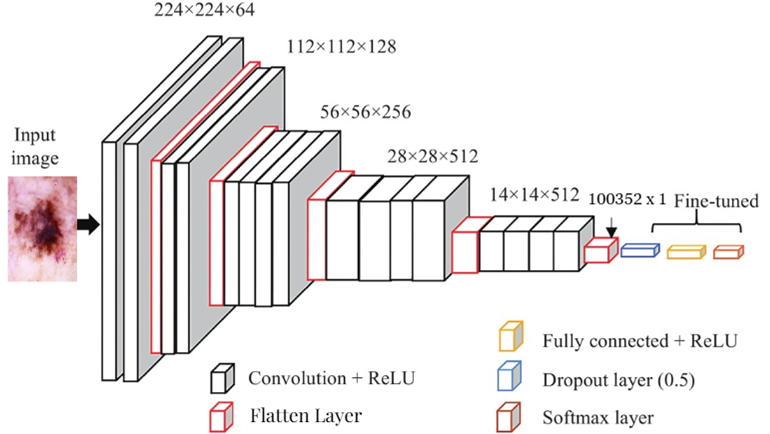 224×224×64
112×112×128
56×56×256
28×28×512
14×14×512
100352 x 1
Fine-tuned
Input
image
Convolution + ReLU
Flatten Layer
Fully connected + ReLU
Dropout layer (0.5)
Softmax layer